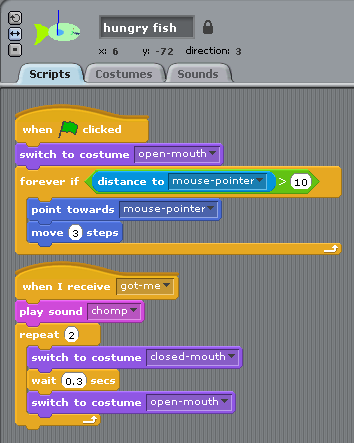 hungry fish
x: 6 y: -72 direction: 3
Scripts Costumes Sounds
when clicked
switch to costume open-mouth
forever if distance to mouse-pointer > 10
point towards mouse-pointer
move 3 steps
when I receive got-me
play sound chomp
repeat 2
switch to costume closed-mouth
wait 0.3 secs
switch to costume open-mouth